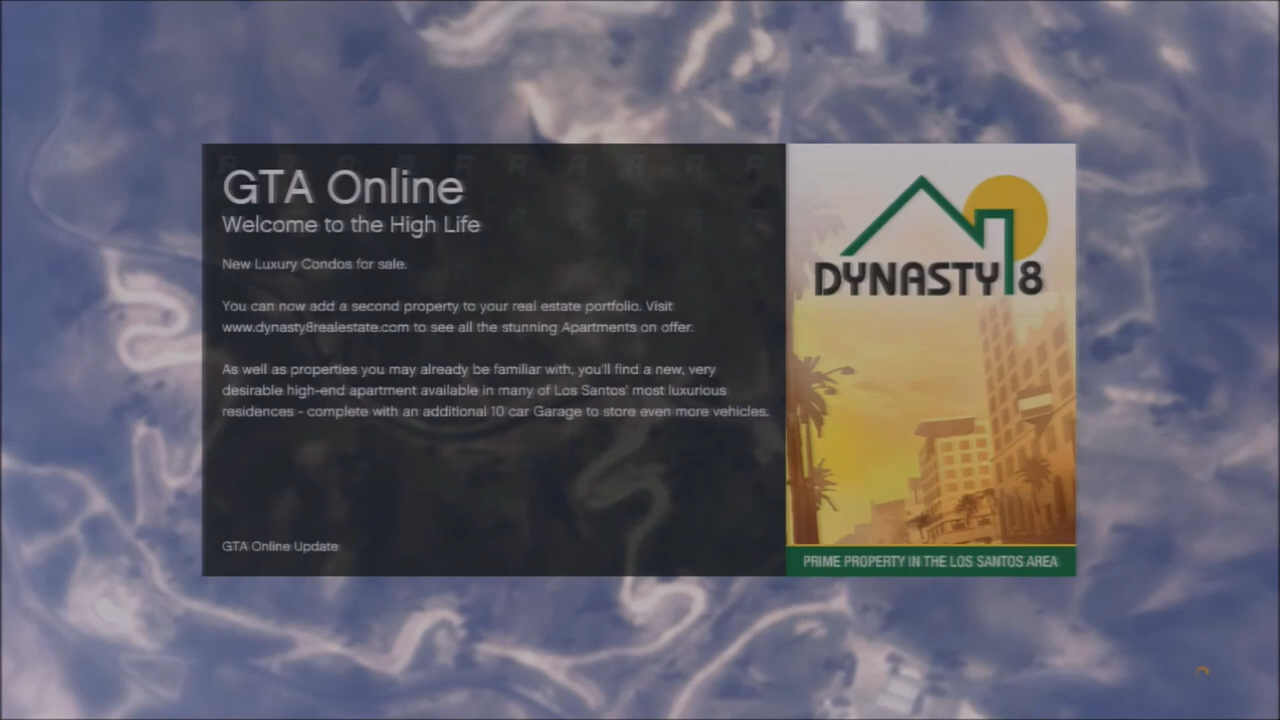 GTA Online
Welcome to the High Life
New Luxury Condos for sale.
You can now add a second property to your real estate portfolio. Visit
www.dynasty8realestate.com to see all the stunning Apartments on offer.
As well as properties you may already be familiar with, you'll find a new, very
desirable high-end apartment available in many of Los Santos' most luxurious
residences - complete with an additional 10 car Garage to store even more vehicles.
GTA Online Update
DYNASTY 8
PRIME PROPERTY IN THE LOS SANTOS AREA